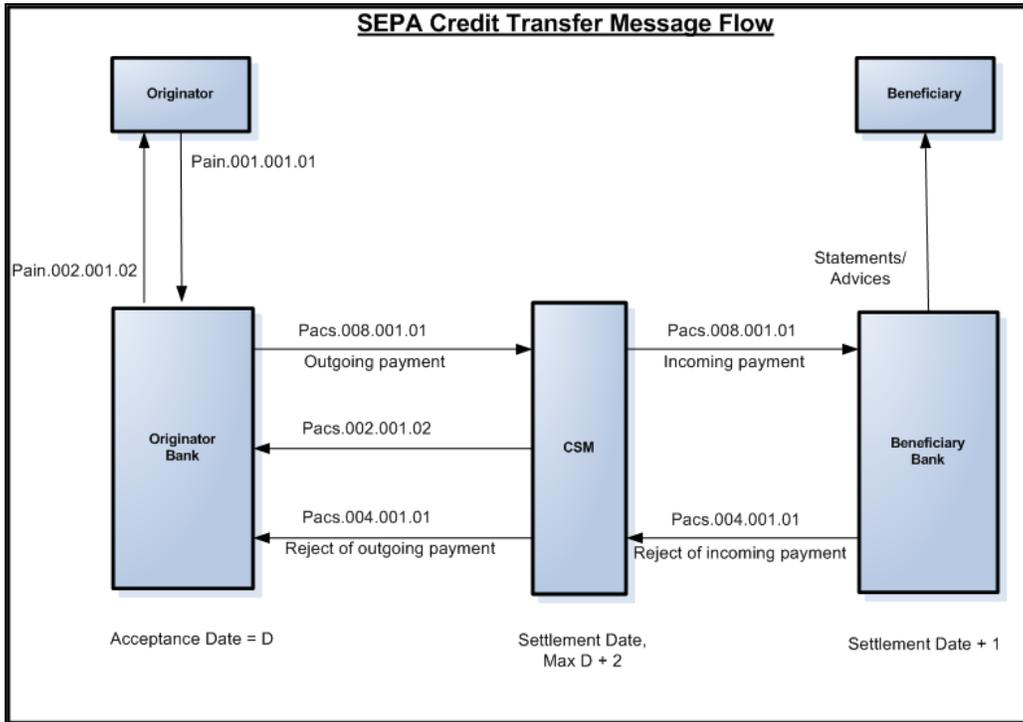 SEPA Credit Transfer Message Flow
Originator
Beneficiary
Pain.001.001.01
Pain.002.001.02
Statements/
Advices
Pacs.008.001.01
Outgoing payment
Pacs.008.001.01
Incoming payment
Pacs.002.001.02
Originator
Bank
CSM
Beneficiary
Bank
Pacs.004.001.01
Reject of outgoing payment
Pacs.004.001.01
Reject of incoming payment
Acceptance Date = D
Settlement Date,
Max D + 2
Settlement Date + 1